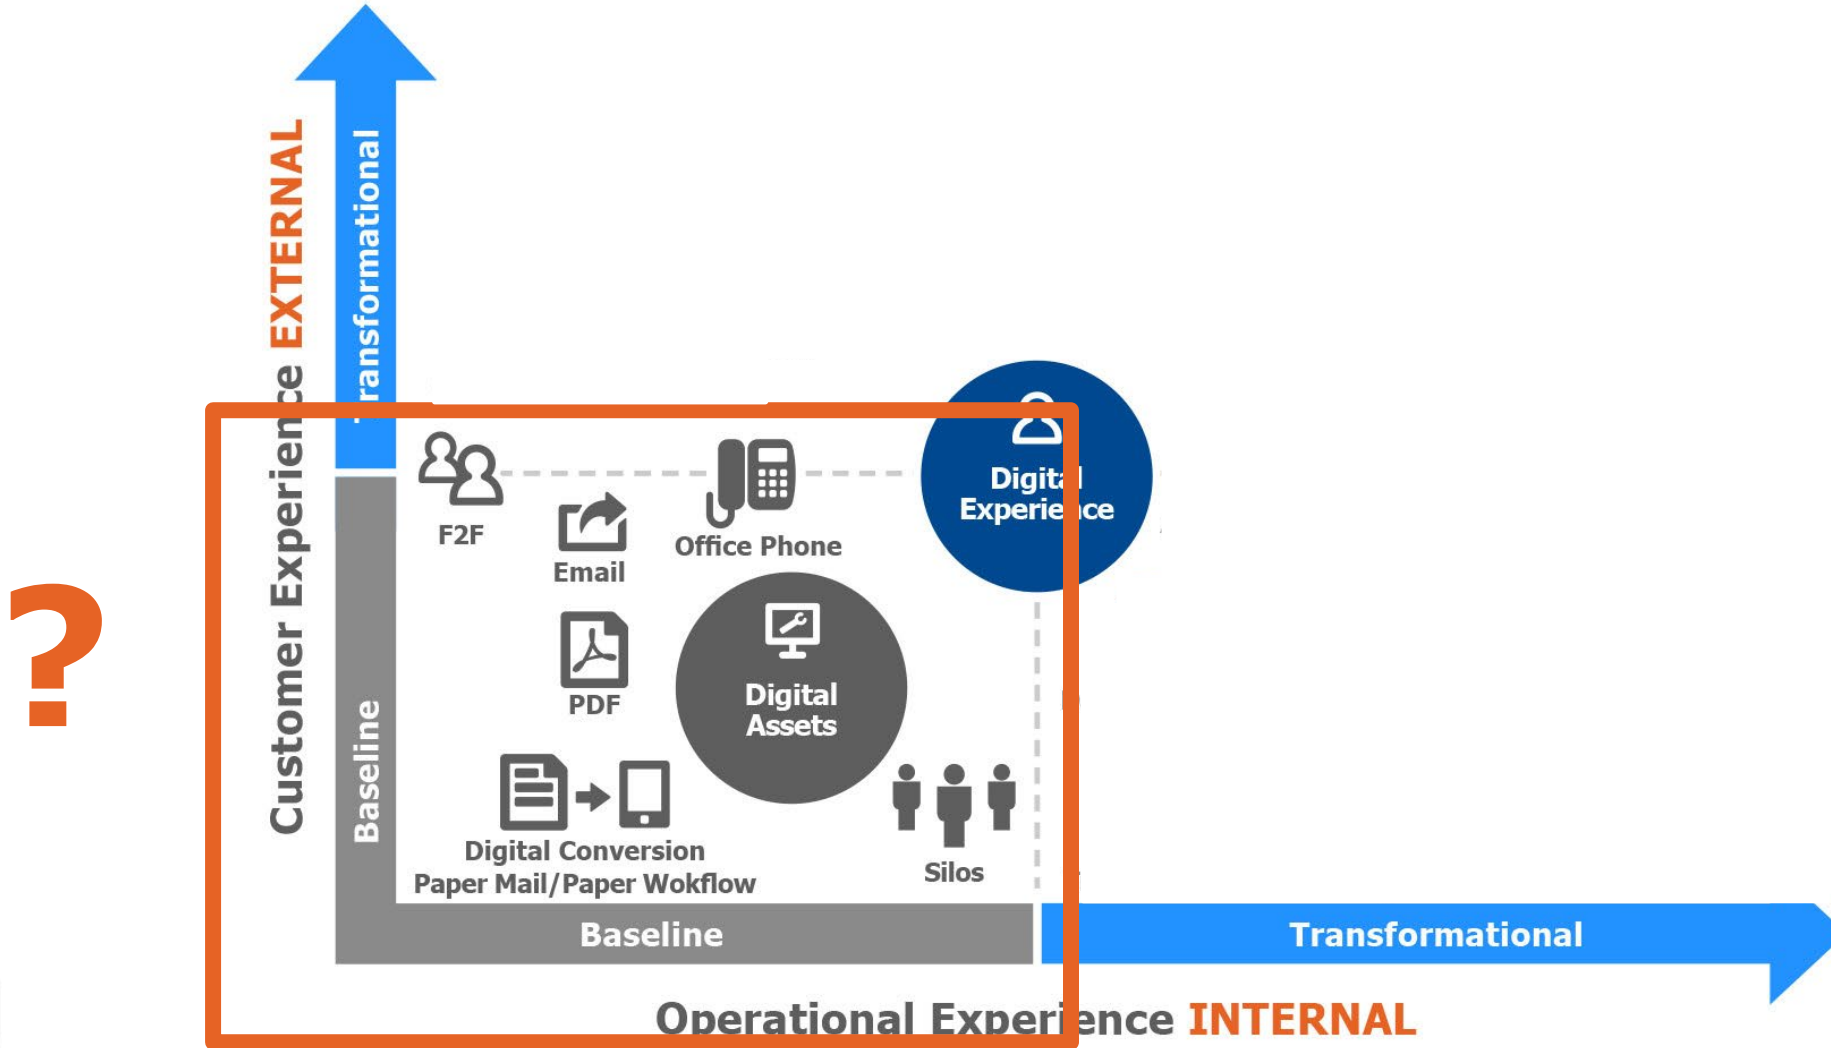 Customer Experience EXTERNAL
Transformational
Baseline
?
F2F
Email
Office Phone
Digital
Experience
PDF
Digital
Assets
Digital Conversion
Paper Mail/Paper Wokflow
Silos
Baseline
Transformational
Operational Experience INTERNAL